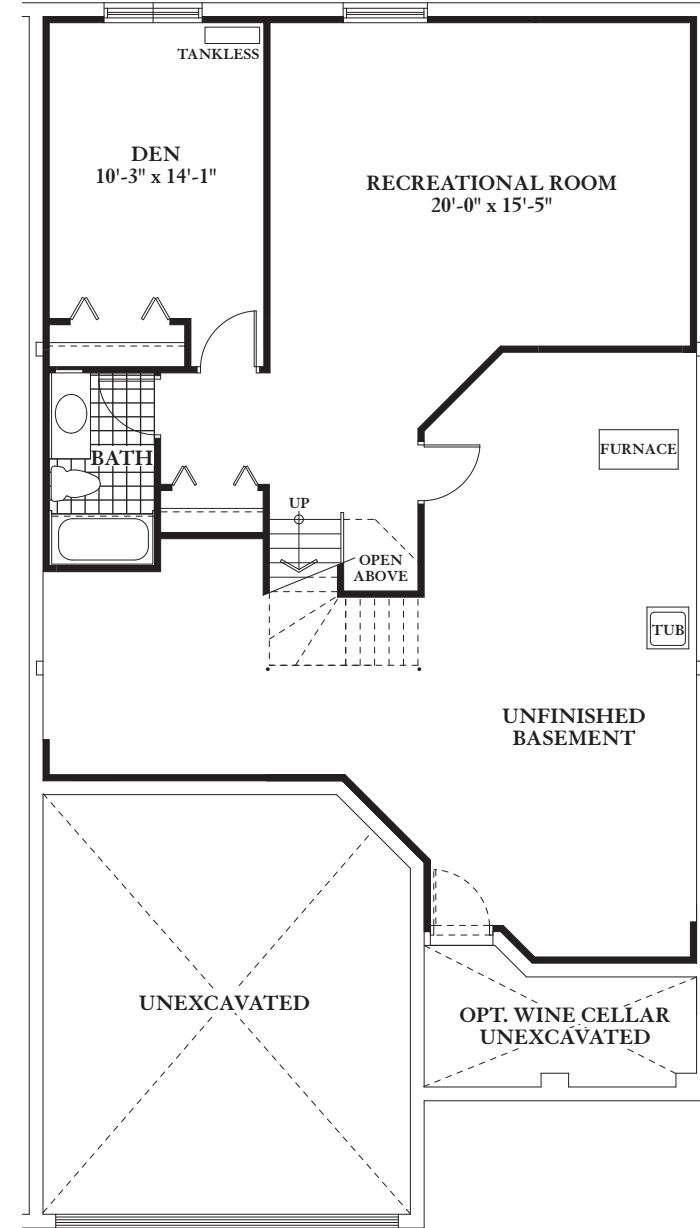 TANKLESS
DEN
10'-3" x 14'-1"
RECREATIONAL ROOM
20'-0" x 15'-5"
FURNACE
BATH
UP
OPEN
ABOVE
TUB
UNFINISHED
BASEMENT
UNEXCAVATED
OPT. WINE CELLAR
UNEXCAVATED